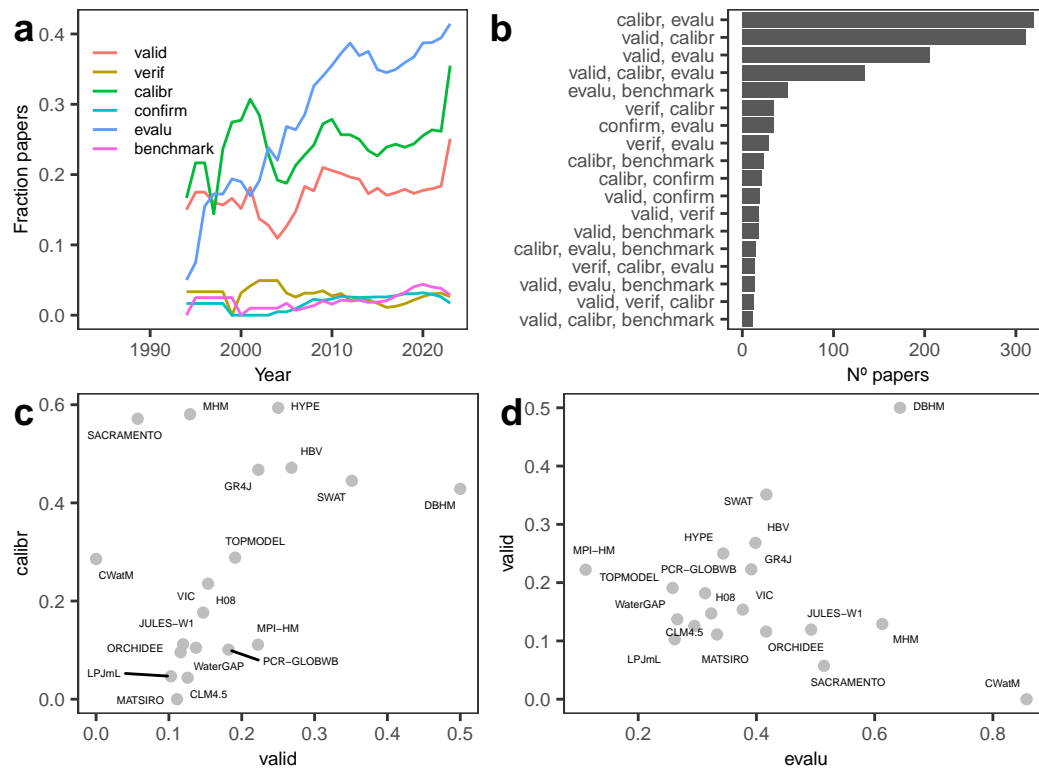 a
0.4
0.3
0.2
0.1
0.0
Fraction papers
valid
verif
calibr
confirm
evalu
benchmark
1990
2000
2010
2020
Year
b
calibr, evalu
valid, calibr
valid, evalu
valid, calibr, evalu
evalu, benchmark
verif, calibr
confirm, evalu
verif, evalu
calibr, benchmark
calibr, confirm
valid, confirm
valid, verif
valid, benchmark
calibr, evalu, benchmark
verif, calibr, evalu
valid, evalu, benchmark
valid, verif, calibr
valid, calibr, benchmark
0
100
200
300
Nº papers
c
0.6
0.4
0.2
0.0
calibr
MHM
HYPE
SACRAMENTO
HBV
GR4J
SWAT
DBHM
TOPMODEL
CWatM
VIC
H08
JULES−W1
MPI−HM
ORCHIDEE
WaterGAP
PCR−GLOBWB
LPJmL
CLM4.5
MATSIRO
0.0
0.1
0.2
0.3
0.4
0.5
valid
d
0.5
0.4
0.3
0.2
0.1
0.0
valid
DBHM
SWAT
HBV
HYPE
MPI−HM
GR4J
PCR−GLOBWB
TOPMODEL
H08
VIC
WaterGAP
CLM4.5
JULES−W1
MHM
ORCHIDEE
LPJmL
MATSIRO
SACRAMENTO
CWatM
0.2
0.4
0.6
0.8
evalu